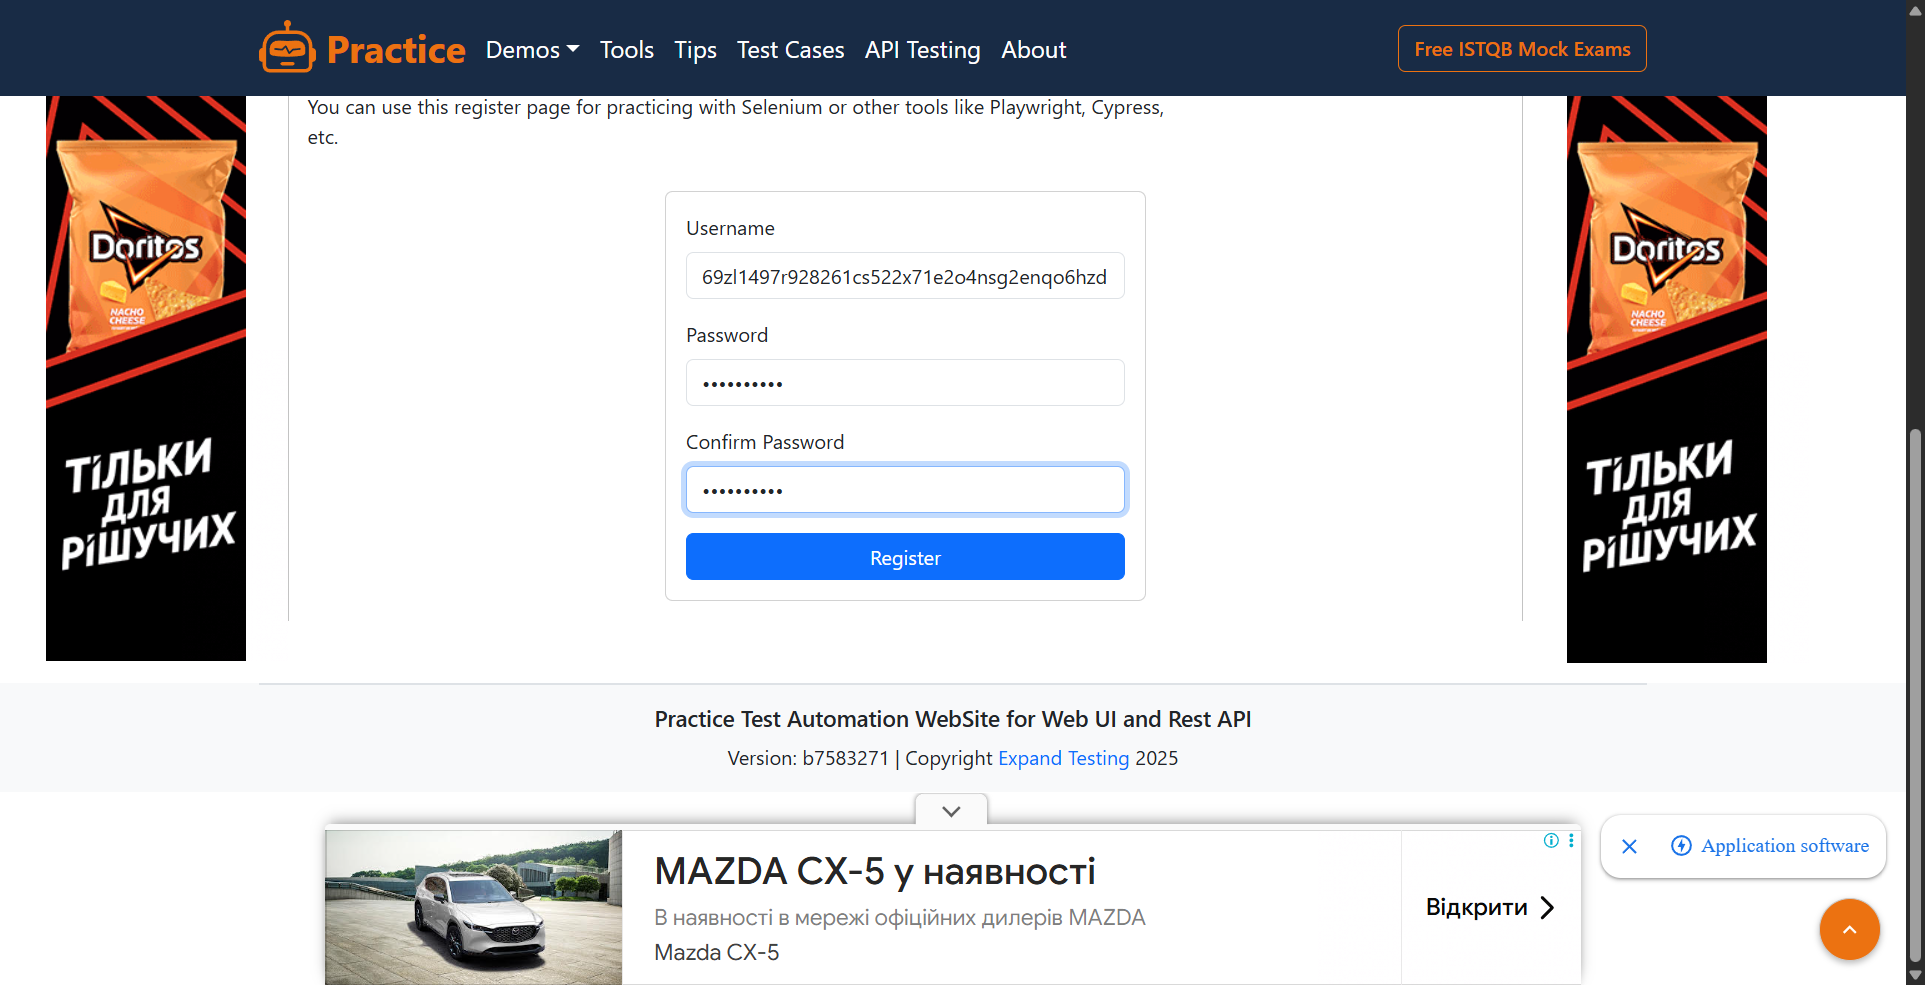 Practice Demos Tools Tips Test Cases API Testing About Free ISTQB Mock Exams
You can use this register page for practicing with Selenium or other tools like Playwright, Cypress,
etc.
Doritos
NACHO
CHEESE
ТІЛЬКИ
ДЛЯ
РІШУЧИХ
Username
69zl1497r928261cs522x71e2o4nsg2enqo6hzd
Password
••••••••••
Confirm Password
••••••••••
Register
Doritos
NACHO
CHEESE
ТІЛЬКИ
ДЛЯ
РІШУЧИХ
Practice Test Automation WebSite for Web UI and Rest API
Version: b7583271 | Copyright Expand Testing 2025
MAZDA CX-5 у наявності
В наявності в мережі офіційних дилерів MAZDA
Mazda CX-5
Відкрити
Application software